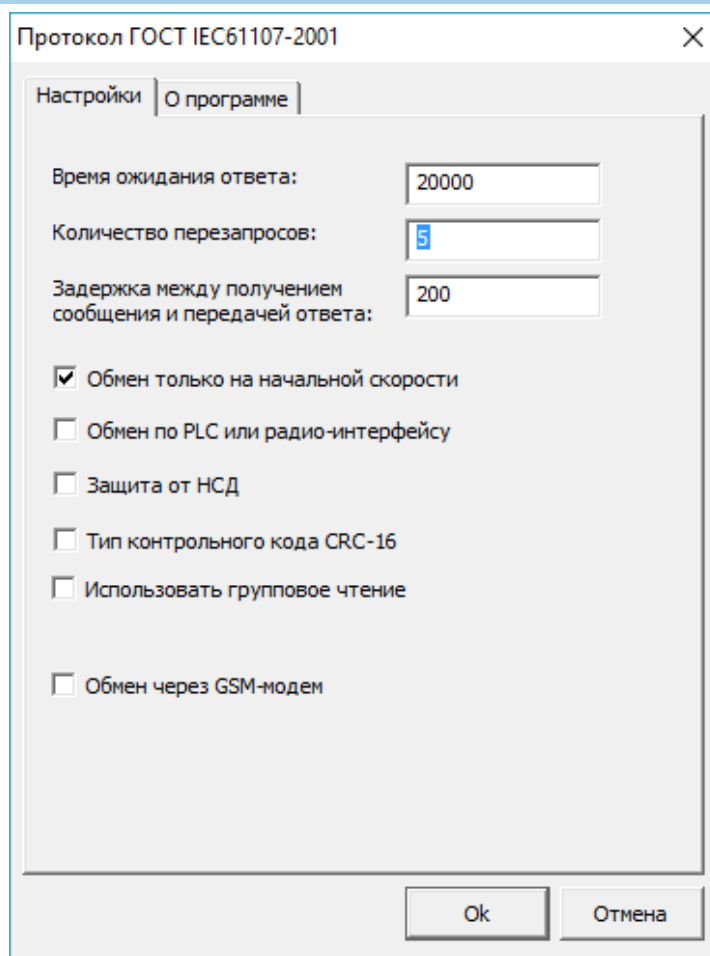 Протокол ГОСТ IEC61107-2001
Настройки
О программе
Время ожидания ответа:
20000
Количество перезапросов:
5
Задержка между получением
сообщения и передачей ответа:
200
Обмен только на начальной скорости
Обмен по PLC или радио-интерфейсу
Защита от НСД
Тип контрольного кода CRC-16
Использовать групповое чтение
Обмен через GSM-модем
Ok
Отмена